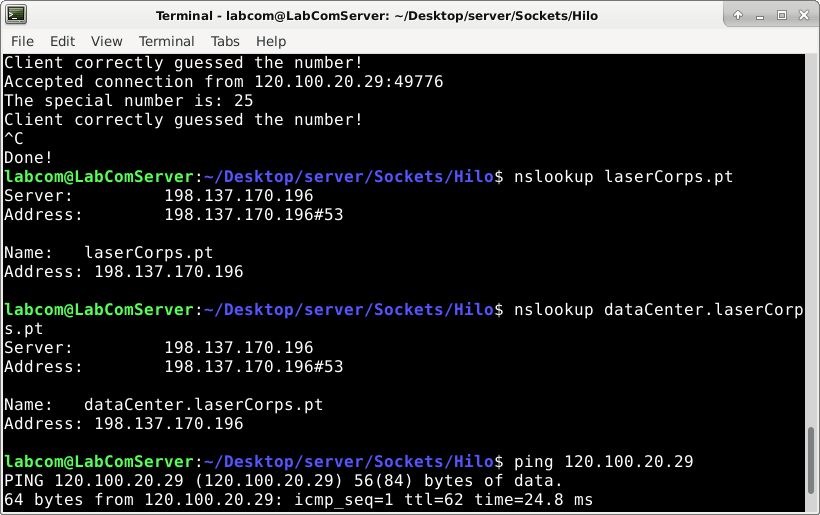 Terminal - labcom@LabComServer: ~/Desktop/server/Sockets/Hilo
File Edit View Terminal Tabs Help
Client correctly guessed the number!
Accepted connection from 120.100.20.29:49776
The special number is: 25
Client correctly guessed the number!
^C
Done!
labcom@LabComServer:~/Desktop/server/Sockets/Hilo$ nslookup laserCorps.pt
Server:         198.137.170.196
Address:        198.137.170.196#53

Name:   laserCorps.pt
Address: 198.137.170.196

labcom@LabComServer:~/Desktop/server/Sockets/Hilo$ nslookup dataCenter.laserCorp
s.pt
Server:         198.137.170.196
Address:        198.137.170.196#53

Name:   dataCenter.laserCorps.pt
Address: 198.137.170.196

labcom@LabComServer:~/Desktop/server/Sockets/Hilo$ ping 120.100.20.29
PING 120.100.20.29 (120.100.20.29) 56(84) bytes of data.
64 bytes from 120.100.20.29: icmp_seq=1 ttl=62 time=24.8 ms